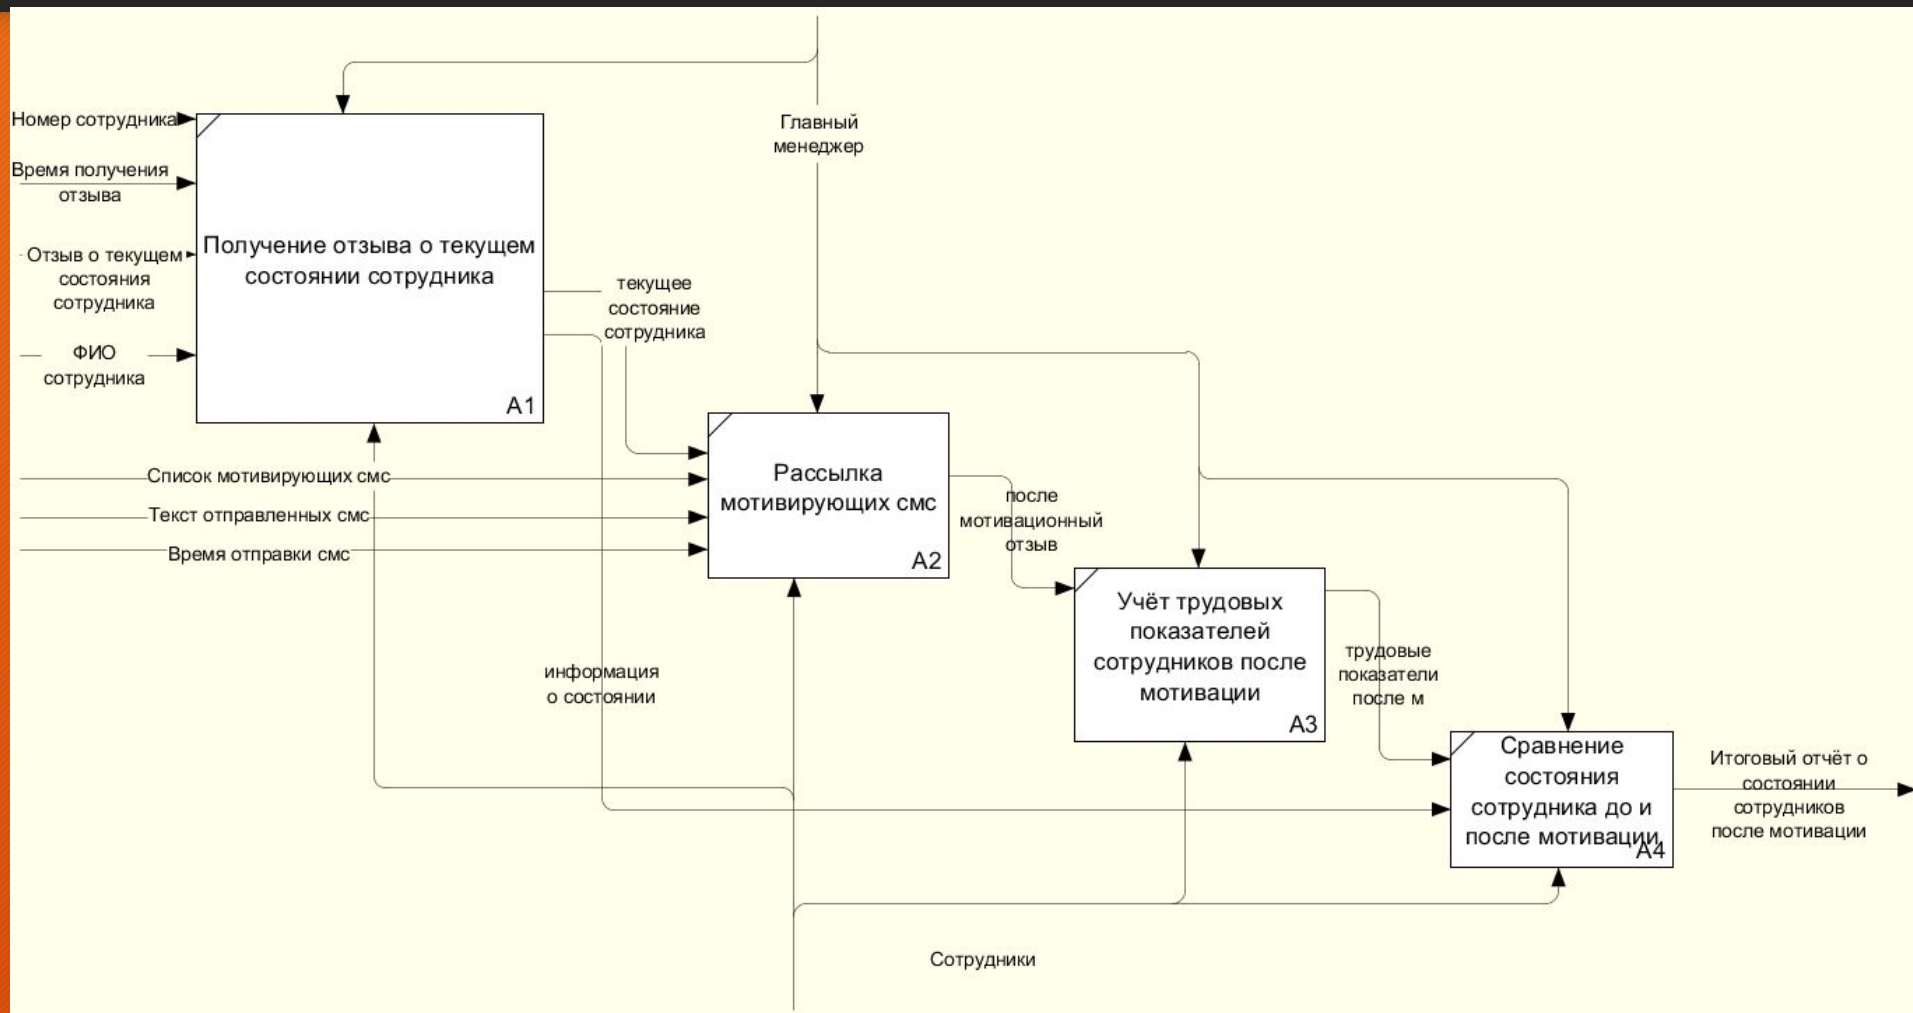 Номер сотрудника
Время получения
отзыва
Отзыв о текущем
состояния
сотрудника
ФИО
сотрудника
Получение отзыва о текущем
состоянии сотрудника
A1
Главный
менеджер
текущее
состояние
сотрудника
Список мотивирующих смс
Текст отправленных смс
Время отправки смс
Рассылка
мотивирующих смс
A2
после
мотивационный
отзыв
информация
о состоянии
Учёт трудовых
показателей
сотрудников после
мотивации
A3
трудовые
показатели
после м
Сравнение
состояния
сотрудника до и
после мотивации
A4
Итоговый отчёт о
состоянии
сотрудников
после мотивации
Сотрудники